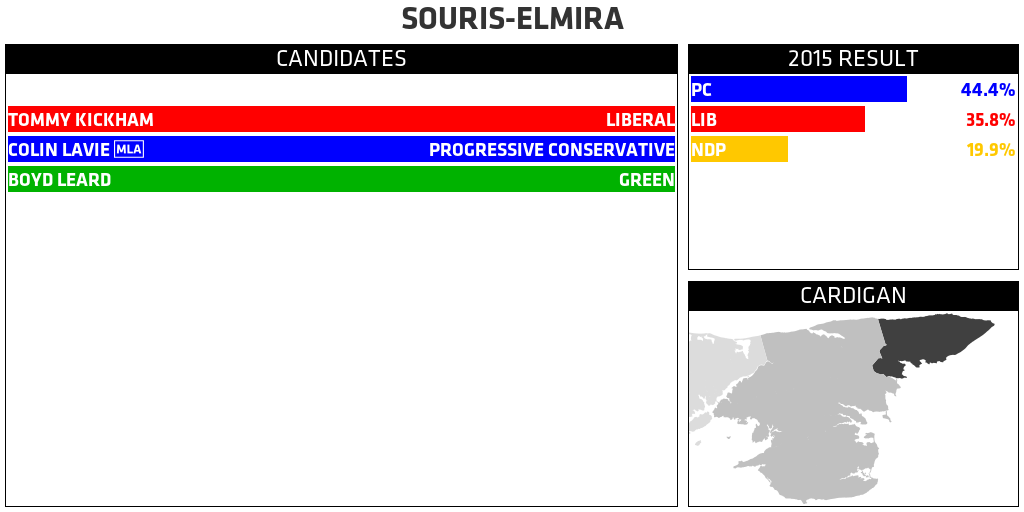 SOURIS-ELMIRA
CANDIDATES
TOMMY KICKHAM LIBERAL
COLIN LAVIE MLA PROGRESSIVE CONSERVATIVE
BOYD LEARD GREEN
2015 RESULT
PC 44.4%
LIB 35.8%
NDP 19.9%
CARDIGAN